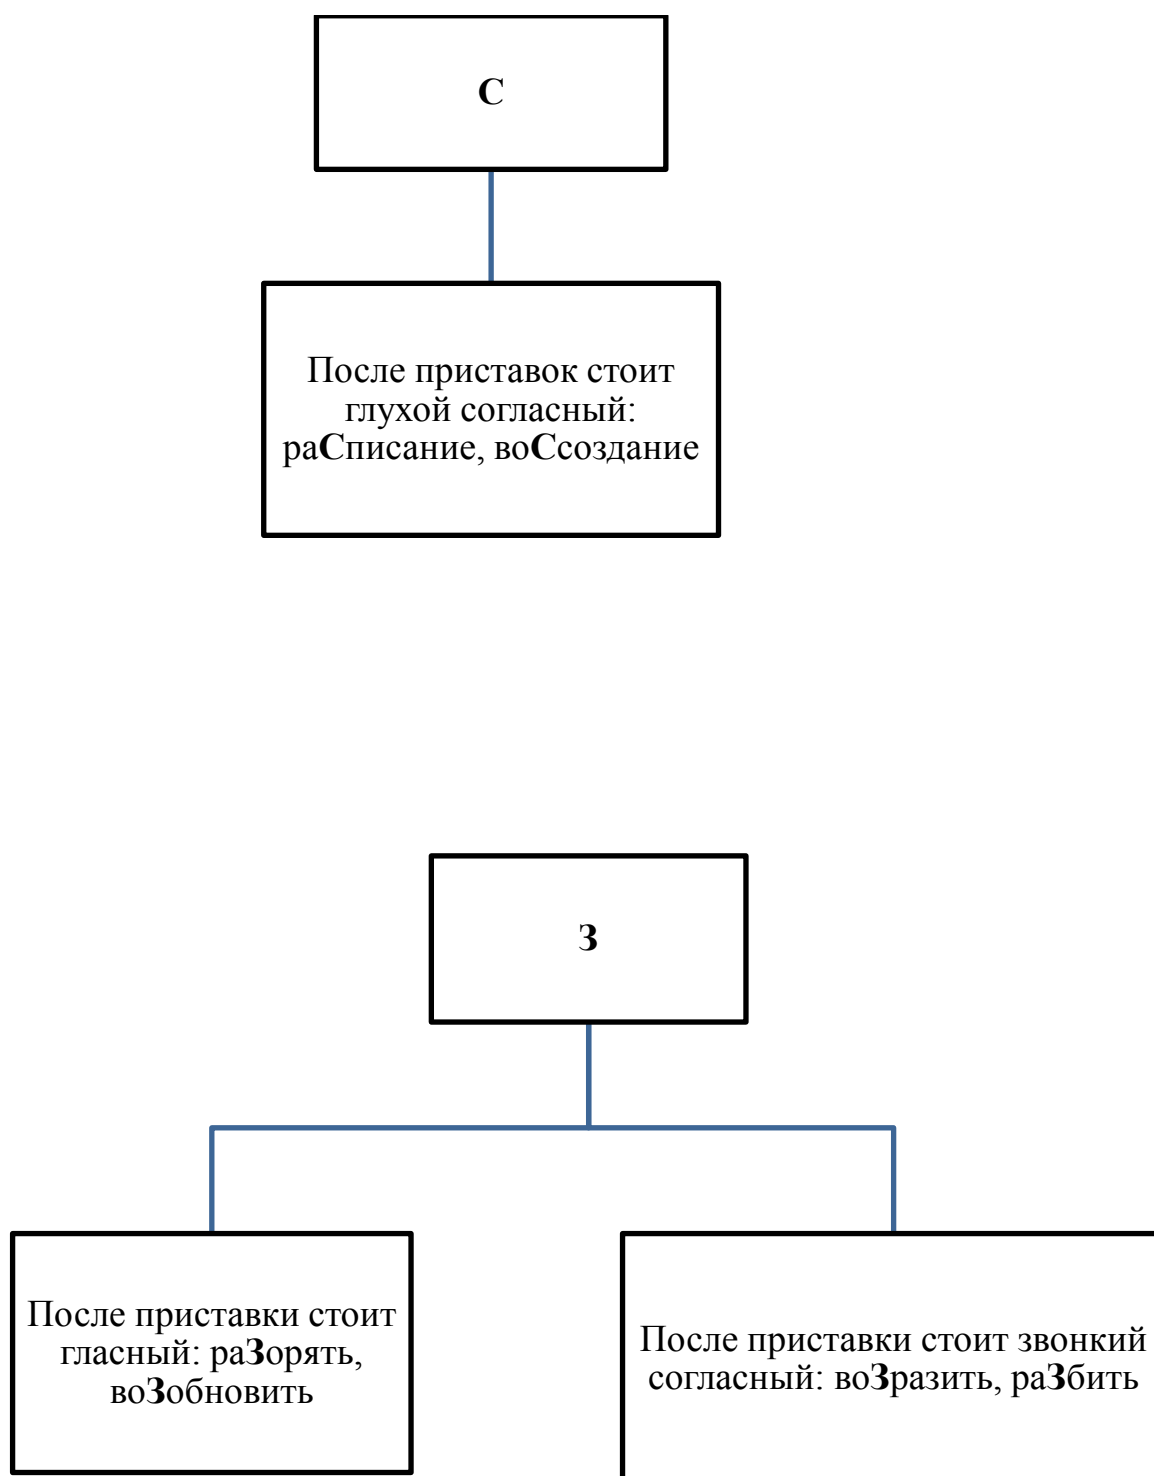 С
После приставок стоит
глухой согласный:
раСписание, воСсоздание
З
После приставки стоит
гласный: раЗорять,
воЗобновить
После приставки стоит звонкий
согласный: воЗразить, раЗбить